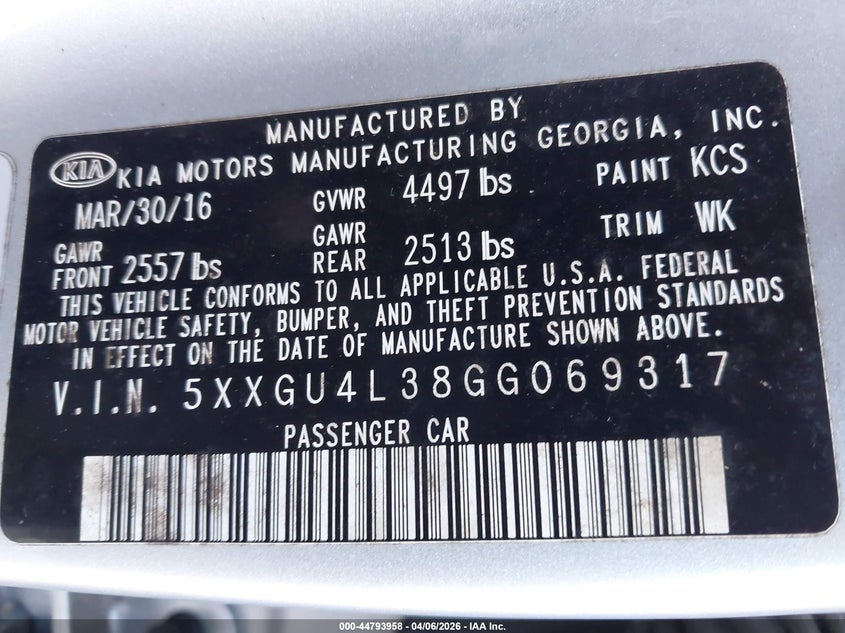 MANUFACTURED BY
KIA KIA MOTORS MANUFACTURING GEORGIA, INC.
MAR/30/16 GVWR 4497 lbs PAINT KCS
GAWR FRONT 2557 lbs GAWR REAR 2513 lbs TRIM WK
THIS VEHICLE CONFORMS TO ALL APPLICABLE U.S.A. FEDERAL
MOTOR VEHICLE SAFETY, BUMPER, AND THEFT PREVENTION STANDARDS
IN EFFECT ON THE DATE OF MANUFACTURE SHOWN ABOVE.
V.I.N. 5XXGU4L38GG069317
PASSENGER CAR
000-44793958 - 04/06/2026 - IAA Inc.